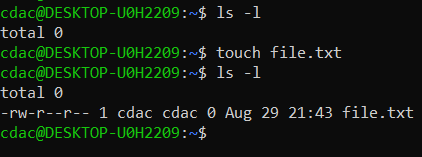 cdac@DESKTOP-U0H2209:~$ ls -l
total 0
cdac@DESKTOP-U0H2209:~$ touch file.txt
cdac@DESKTOP-U0H2209:~$ ls -l
total 0
-rw-r--r-- 1 cdac cdac 0 Aug 29 21:43 file.txt
cdac@DESKTOP-U0H2209:~$